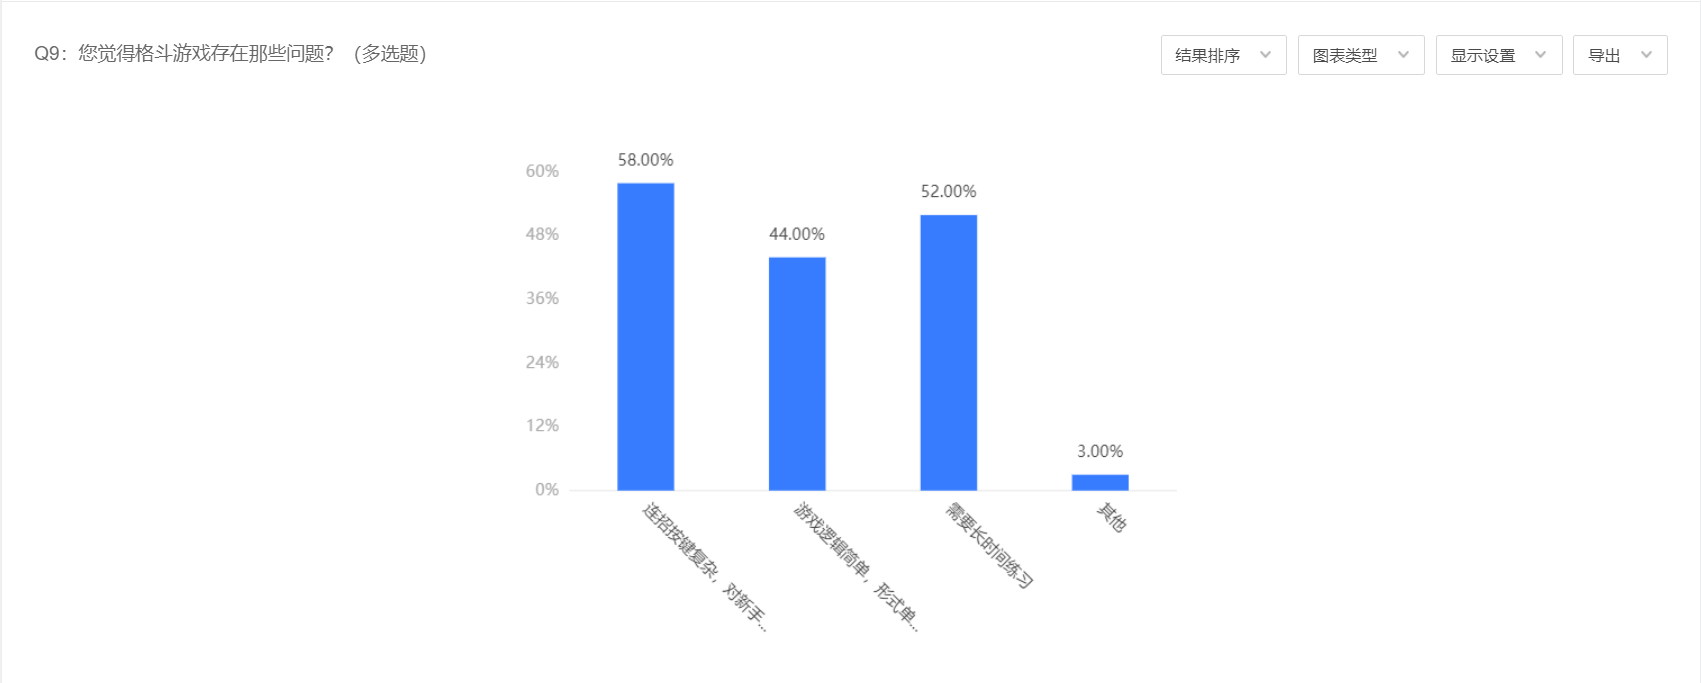 Q9：您觉得格斗游戏存在那些问题？（多选题）
结果排序
图表类型
显示设置
导出
60%
48%
36%
24%
12%
0%
58.00%
44.00%
52.00%
3.00%
连招按键复杂，对新手...
游戏逻辑简单，形式单...
需要长时间练习
其他